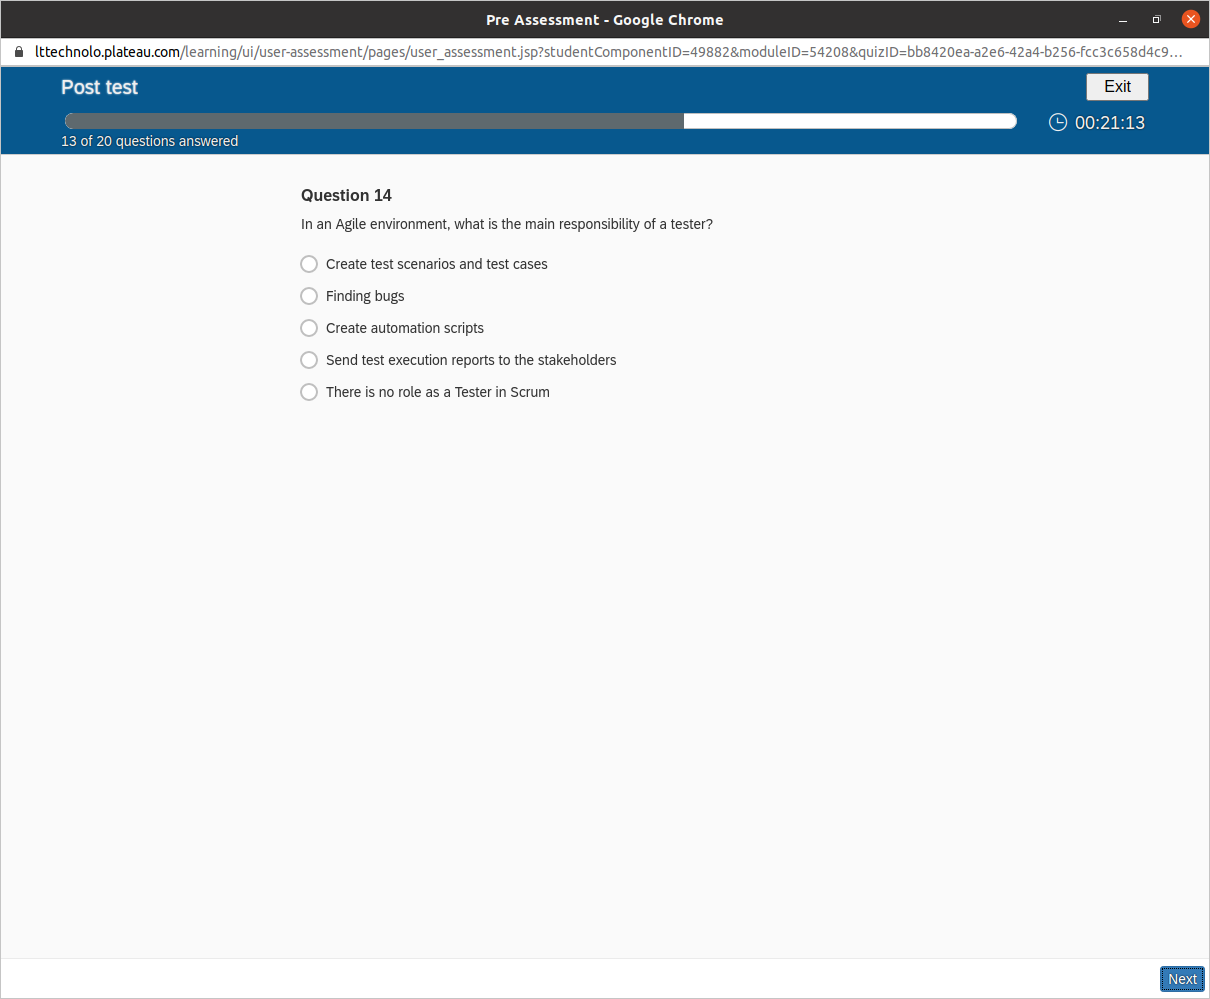 Pre Assessment - Google Chrome
lttechnolo.plateau.com/learning/ui/user-assessment/pages/user_assessment.jsp?studentComponentID=49882&moduleID=54208&quizID=bb8420ea-a2e6-42a4-b256-fcc3c658d4c9...
Post test
Exit
00:21:13
13 of 20 questions answered
Question 14
In an Agile environment, what is the main responsibility of a tester?
Create test scenarios and test cases
Finding bugs
Create automation scripts
Send test execution reports to the stakeholders
There is no role as a Tester in Scrum
Next